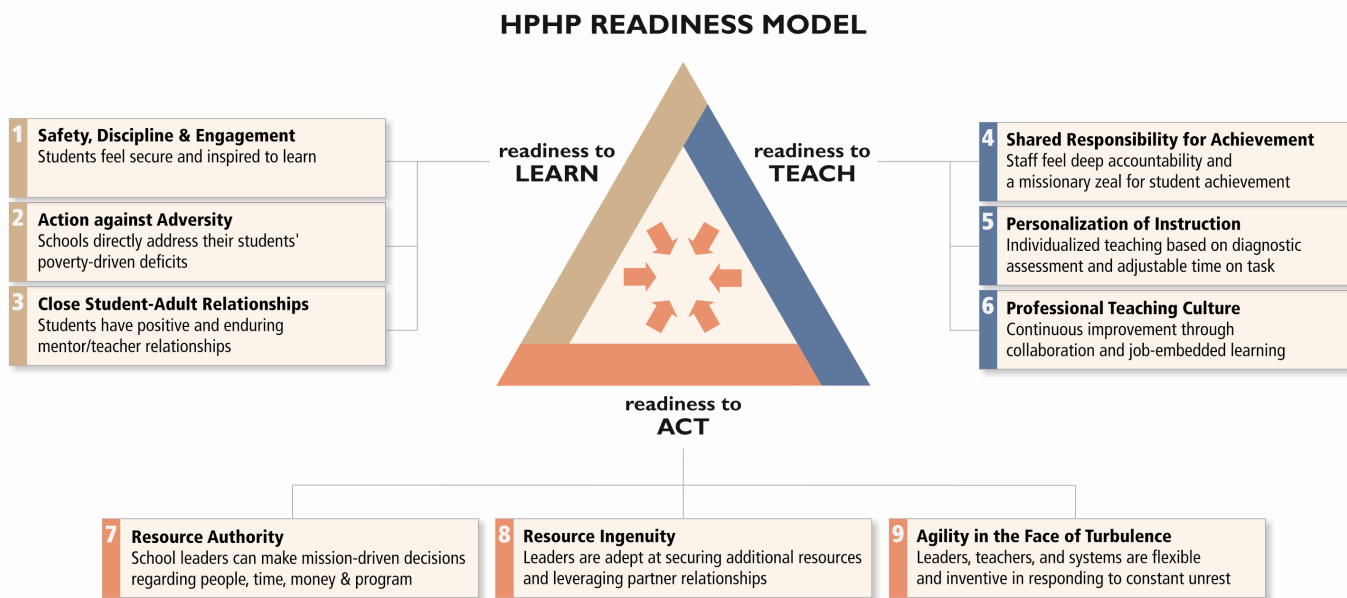 HPHP READINESS MODEL
1
Safety, Discipline & Engagement
Students feel secure and inspired to learn
2
Action against Adversity
Schools directly address their students'
poverty-driven deficits
3
Close Student-Adult Relationships
Students have positive and enduring
mentor/teacher relationships
readiness to
LEARN
readiness to
TEACH
4
Shared Responsibility for Achievement
Staff feel deep accountability and
a missionary zeal for student achievement
5
Personalization of Instruction
Individualized teaching based on diagnostic
assessment and adjustable time on task
6
Professional Teaching Culture
Continuous improvement through
collaboration and job-embedded learning
readiness to
ACT
7
Resource Authority
School leaders can make mission-driven decisions
regarding people, time, money & program
8
Resource Ingenuity
Leaders are adept at securing additional resources
and leveraging partner relationships
9
Agility in the Face of Turbulence
Leaders, teachers, and systems are flexible
and inventive in responding to constant unrest